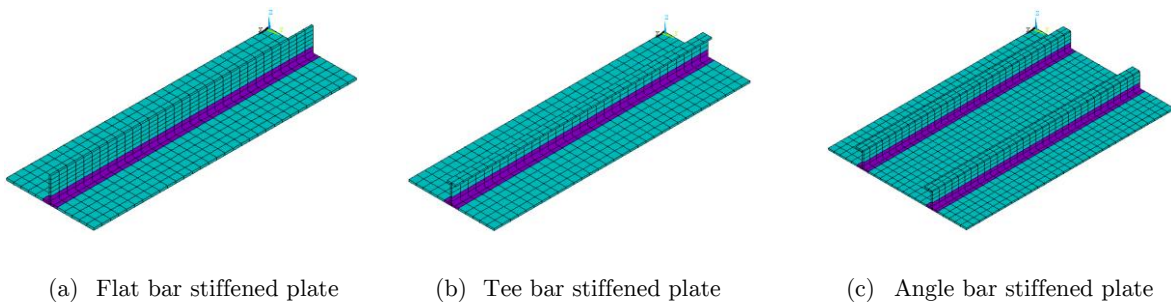 (a) Flat bar stiffened plate
(b) Tee bar stiffened plate
(c) Angle bar stiffened plate